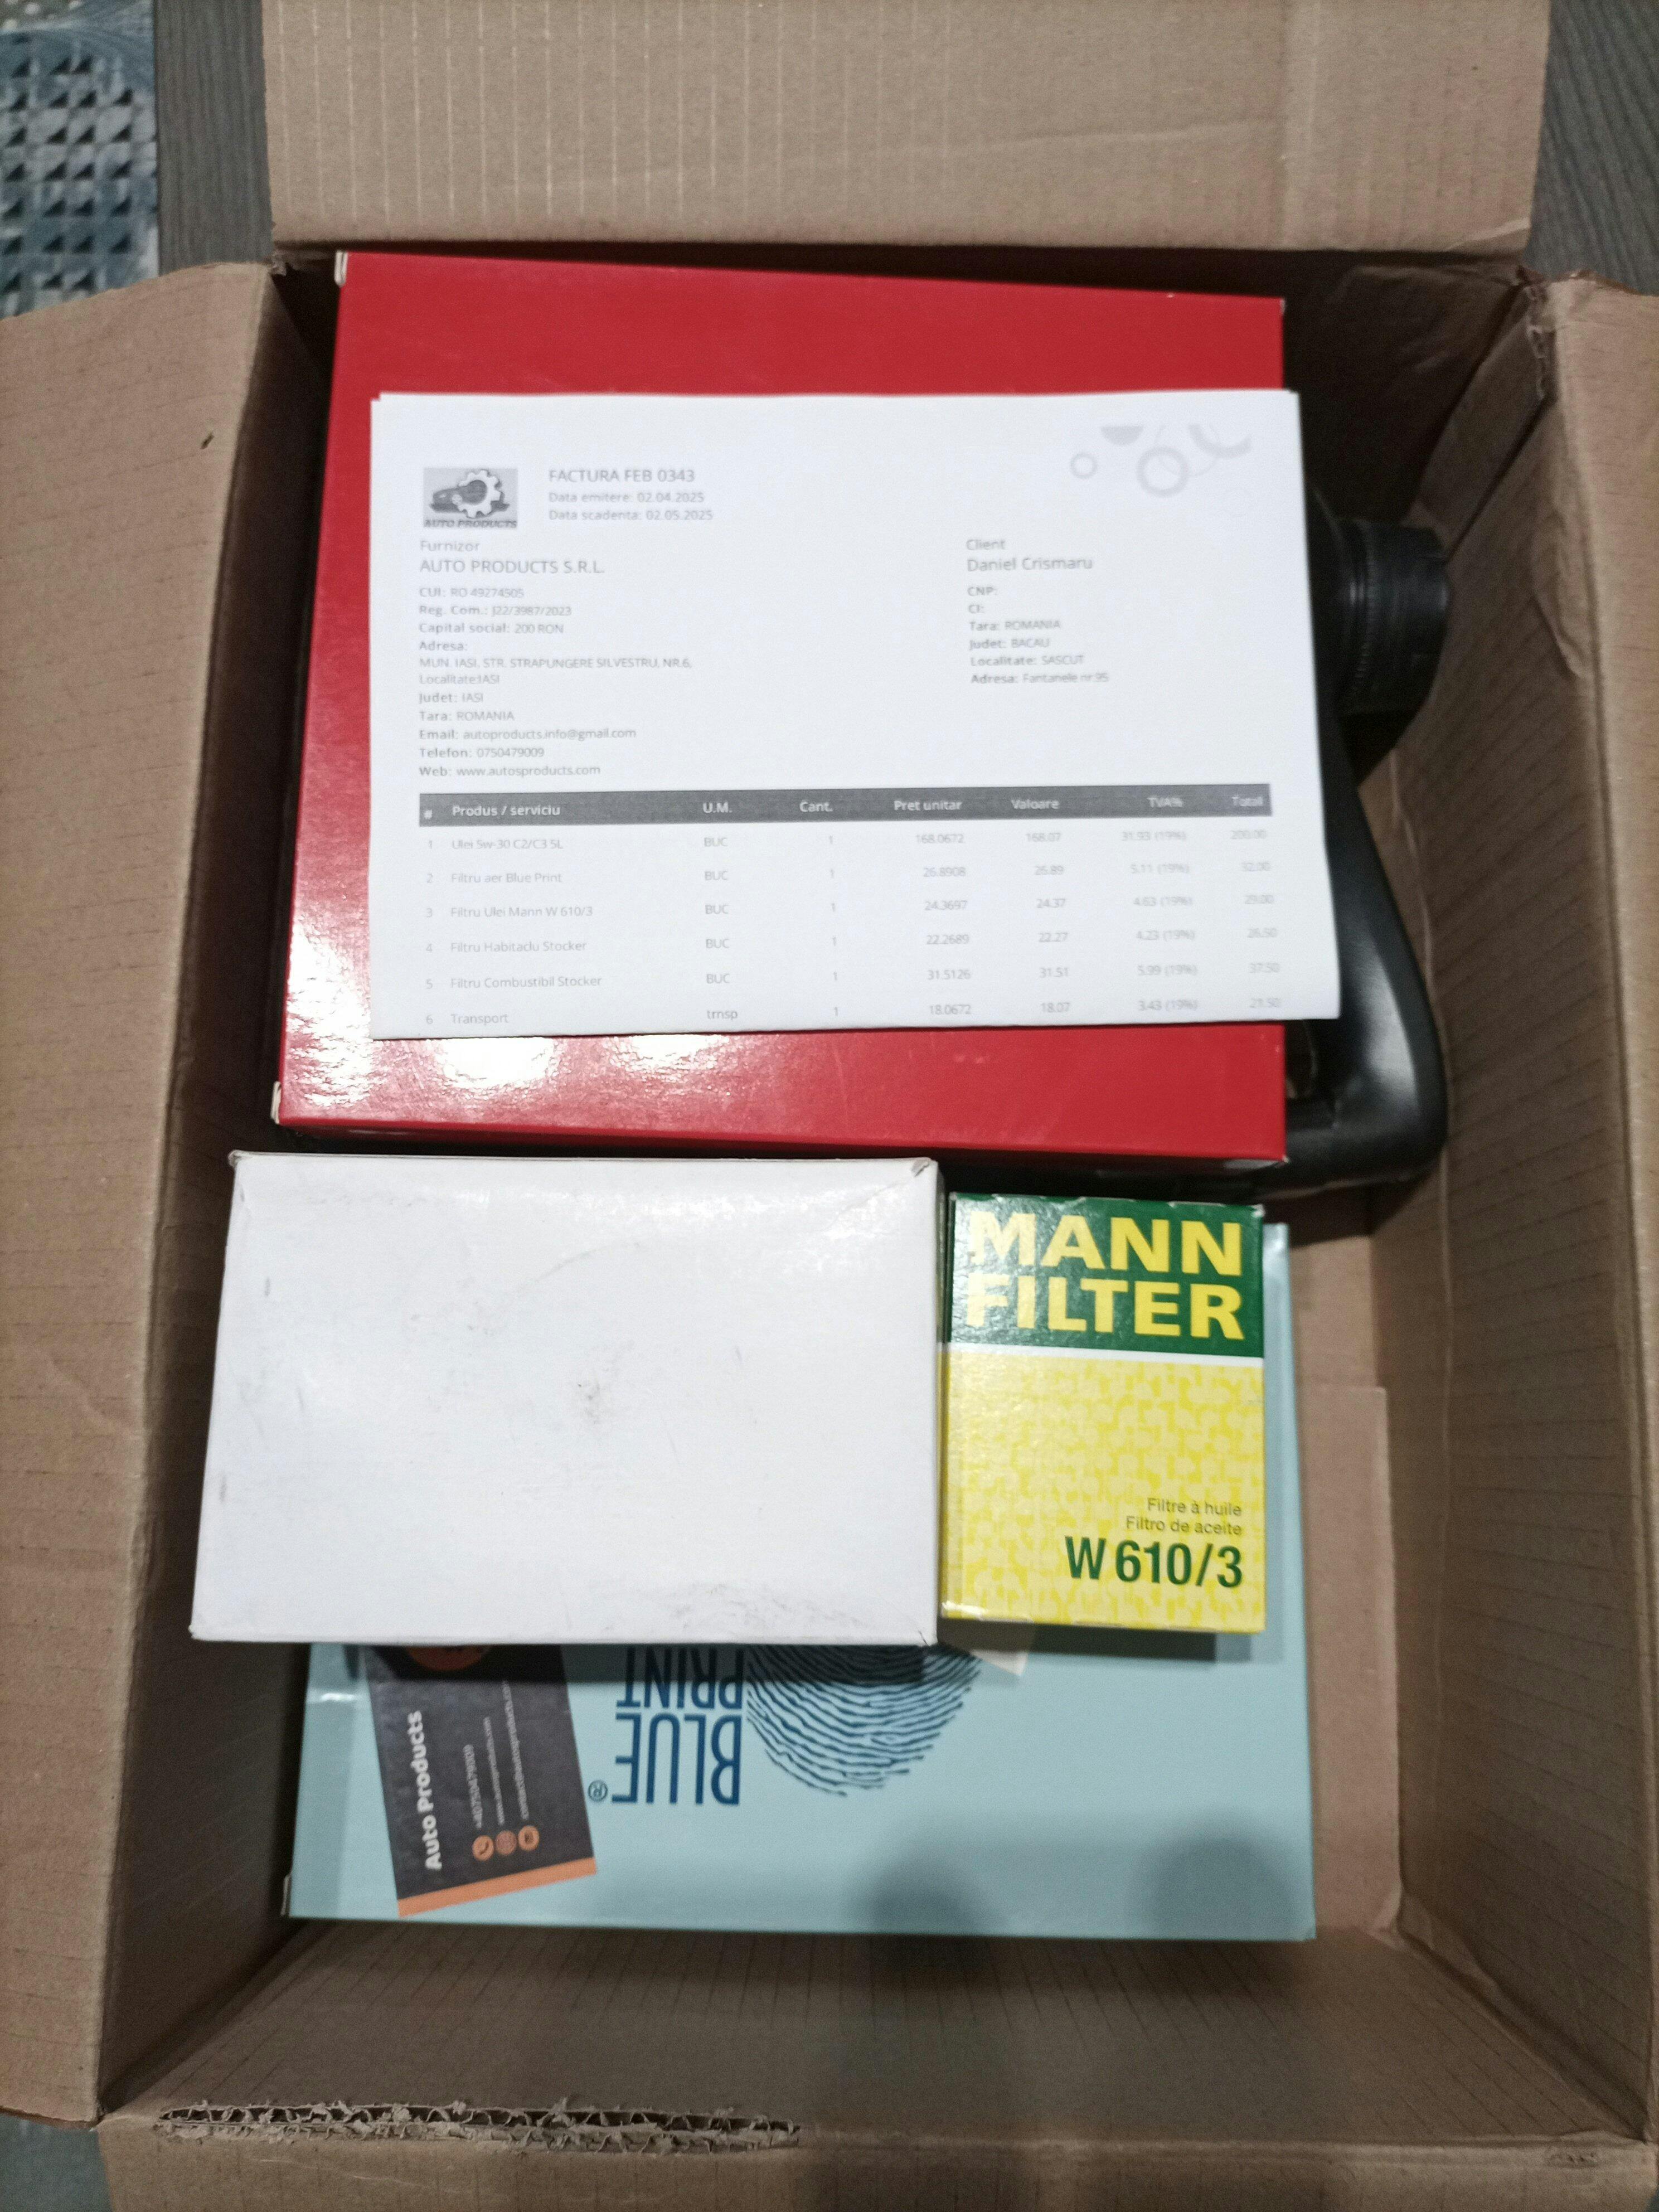 AUTO PRODUCTS
FACTURA FEB 0343
Data emitere: 02.04.2025
Data scadenta: 02.05.2025
Furnizor
AUTO PRODUCTS S.R.L.
CUI: RO 49274505
Reg. Com.: J22/3987/2023
Capital social: 200 RON
Adresa:
MUN. IASI, STR. STRAPUNGERE SILVESTRU, NR.6,
Localitate:IASI
Judet: IASI
Tara: ROMANIA
Email: autoproducts.info@gmail.com
Telefon: 0750479009
Web: www.autosproducts.com
Client
Daniel Crismaru
CNP:
CI:
Tara: ROMANIA
Judet: BACAU
Localitate: SASCUT
Adresa: Fantanele nr.95
# Produs / serviciu U.M. Cant. Pret unitar Valoare TVA% Total
1 Ulei 5w-30 C2/C3 5L BUC 1 168.0672 168.07 31.93 (19%) 200.00
2 Filtru aer Blue Print BUC 1 26.8908 26.89 5.11 (19%) 32.00
3 Filtru Ulei Mann W 610/3 BUC 1 24.3697 24.37 4.63 (19%) 29.00
4 Filtru Habitaclu Stocker BUC 1 22.2689 22.27 4.23 (19%) 26.50
5 Filtru Combustibil Stocker BUC 1 31.5126 31.51 5.99 (19%) 37.50
6 Transport trnsp 1 18.0672 18.07 3.43 (19%) 21.50
MANN
FILTER
Filtre à huile
Filtro de aceite
W 610/3
BLUE
PRINT
®
Auto Products
+40750479009